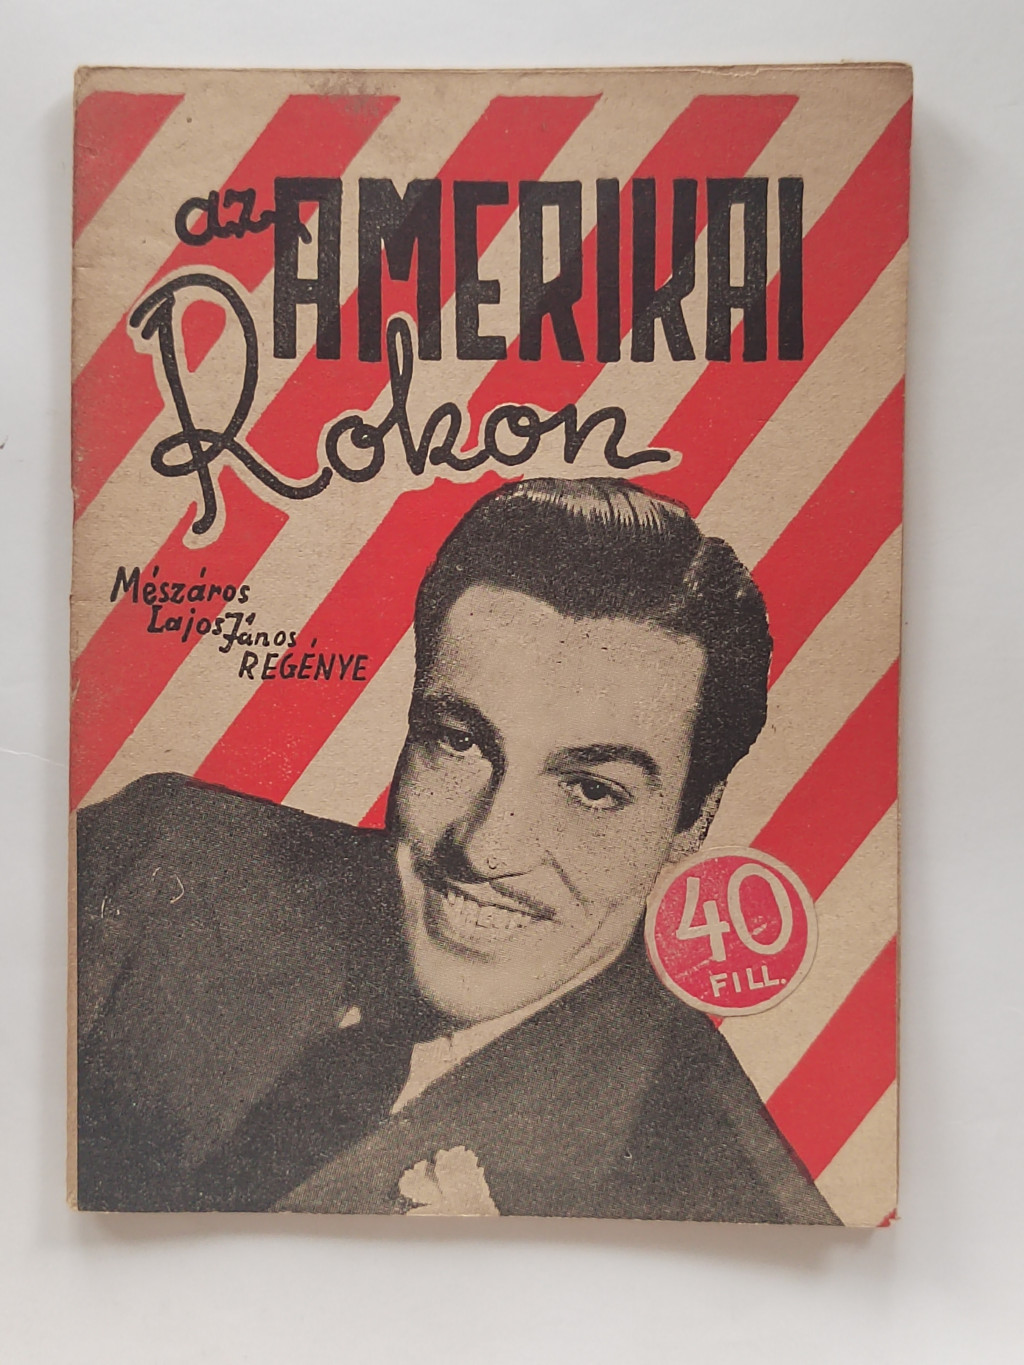 az AMERIKAI
Rokon
Mészáros
Lajos János
REGÉNYE
40
FILL.